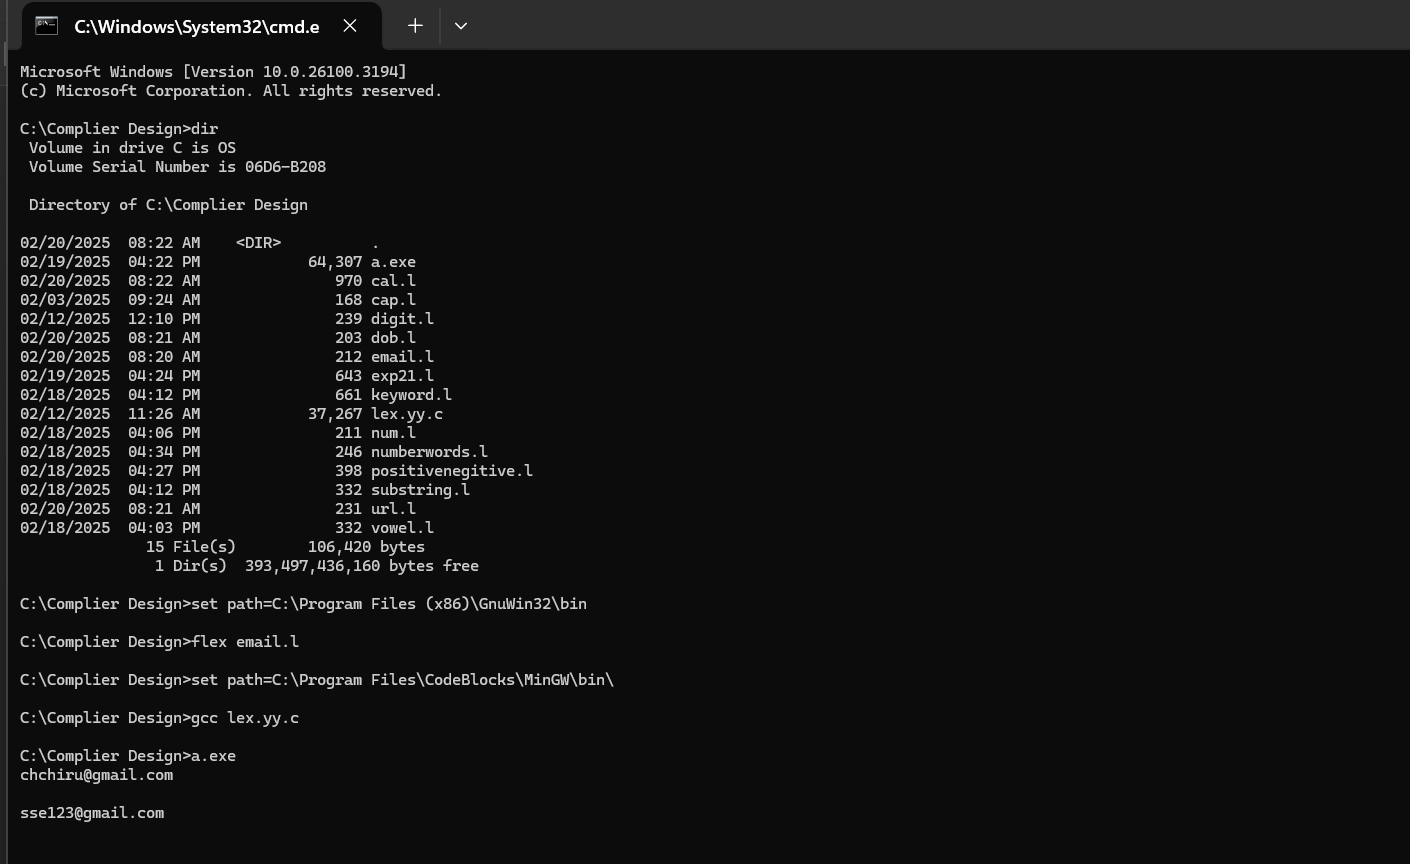 C:\Windows\System32\cmd.e
Microsoft Windows [Version 10.0.26100.3194]
(c) Microsoft Corporation. All rights reserved.
C:\Complier Design>dir
Volume in drive C is OS
Volume Serial Number is 06D6-B208
Directory of C:\Complier Design
02/20/2025  08:22 AM    <DIR>          .
02/19/2025  04:22 PM            64,307 a.exe
02/20/2025  08:22 AM               970 cal.l
02/03/2025  09:24 AM               168 cap.l
02/12/2025  12:10 PM               239 digit.l
02/20/2025  08:21 AM               203 dob.l
02/20/2025  08:20 AM               212 email.l
02/19/2025  04:24 PM               643 exp21.l
02/18/2025  04:12 PM               661 keyword.l
02/12/2025  11:26 AM            37,267 lex.yy.c
02/18/2025  04:06 PM               211 num.l
02/18/2025  04:34 PM               246 numberwords.l
02/18/2025  04:27 PM               398 positivenegitive.l
02/18/2025  04:12 PM               332 substring.l
02/20/2025  08:21 AM               231 url.l
02/18/2025  04:03 PM               332 vowel.l
15 File(s)        106,420 bytes
1 Dir(s)  393,497,436,160 bytes free
C:\Complier Design>set path=C:\Program Files (x86)\GnuWin32\bin
C:\Complier Design>flex email.l
C:\Complier Design>set path=C:\Program Files\CodeBlocks\MinGW\bin\
C:\Complier Design>gcc lex.yy.c
C:\Complier Design>a.exe
chchiru@gmail.com
sse123@gmail.com